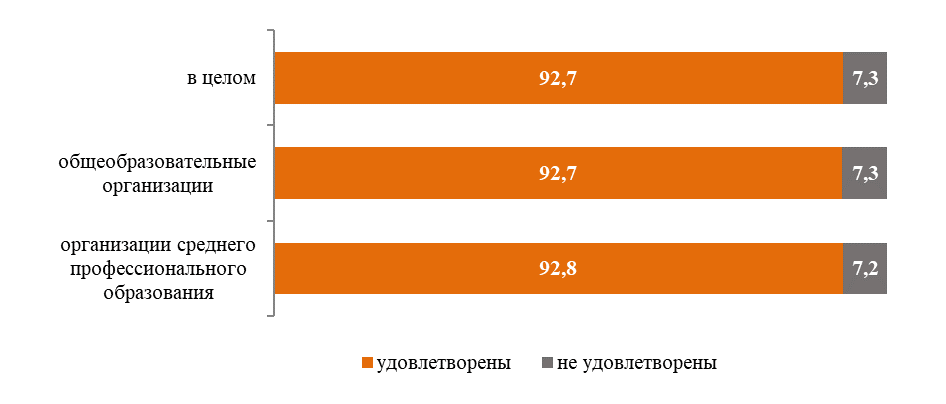 в целом
92,7
7,3
общеобразовательные
организации
92,7
7,3
организации среднего
профессионального
образования
92,8
7,2
удовлетворены
не удовлетворены